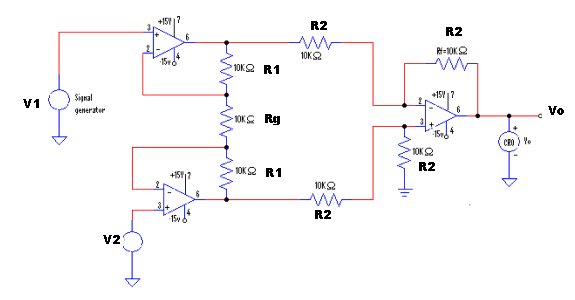 R2
R2
+15V 7
3
+
6
2
-
-15v 4
10KΩ
10KΩ
R1
Rf=10KΩ
V1
Signal
generator
10KΩ
Rg
+15V 7
2
-
6
3
+
-15v 4
Vo
+
CRO
Vo
-
10KΩ
R1
10KΩ
R2
+15V 7
2
-
6
3
+
-15v 4
10KΩ
R2
V2